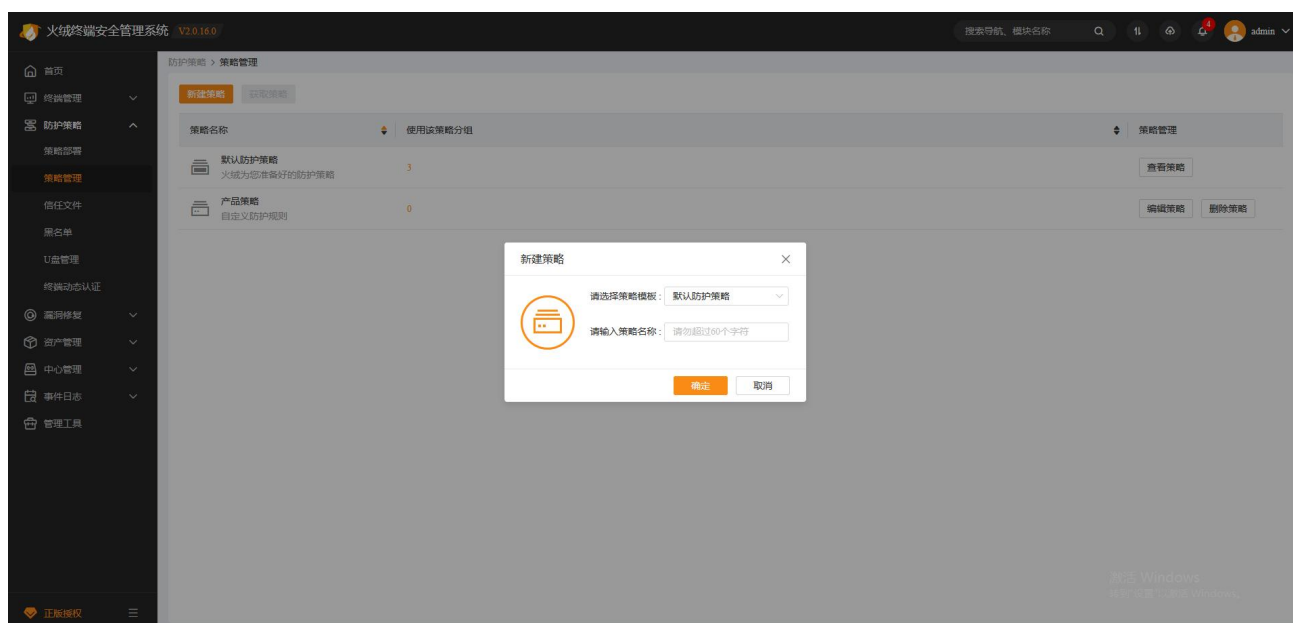 火绒终端安全管理系统 V2.0.16.0
搜索导航、模块名称
4
admin
首页
终端管理
防护策略
策略部署
策略管理
信任文件
黑名单
U盘管理
终端动态认证
漏洞修复
资产管理
中心管理
事件日志
管理工具
正版授权
防护策略 > 策略管理
新建策略 获取策略
策略名称 使用该策略分组 策略管理
默认防护策略
火绒为您准备好的防护策略
3
查看策略
产品策略
自定义防护规则
0
编辑策略 删除策略
新建策略
请选择策略模板： 默认防护策略
请输入策略名称： 请勿超过60个字符
确定 取消
激活 Windows
转到"设置"以激活 Windows。